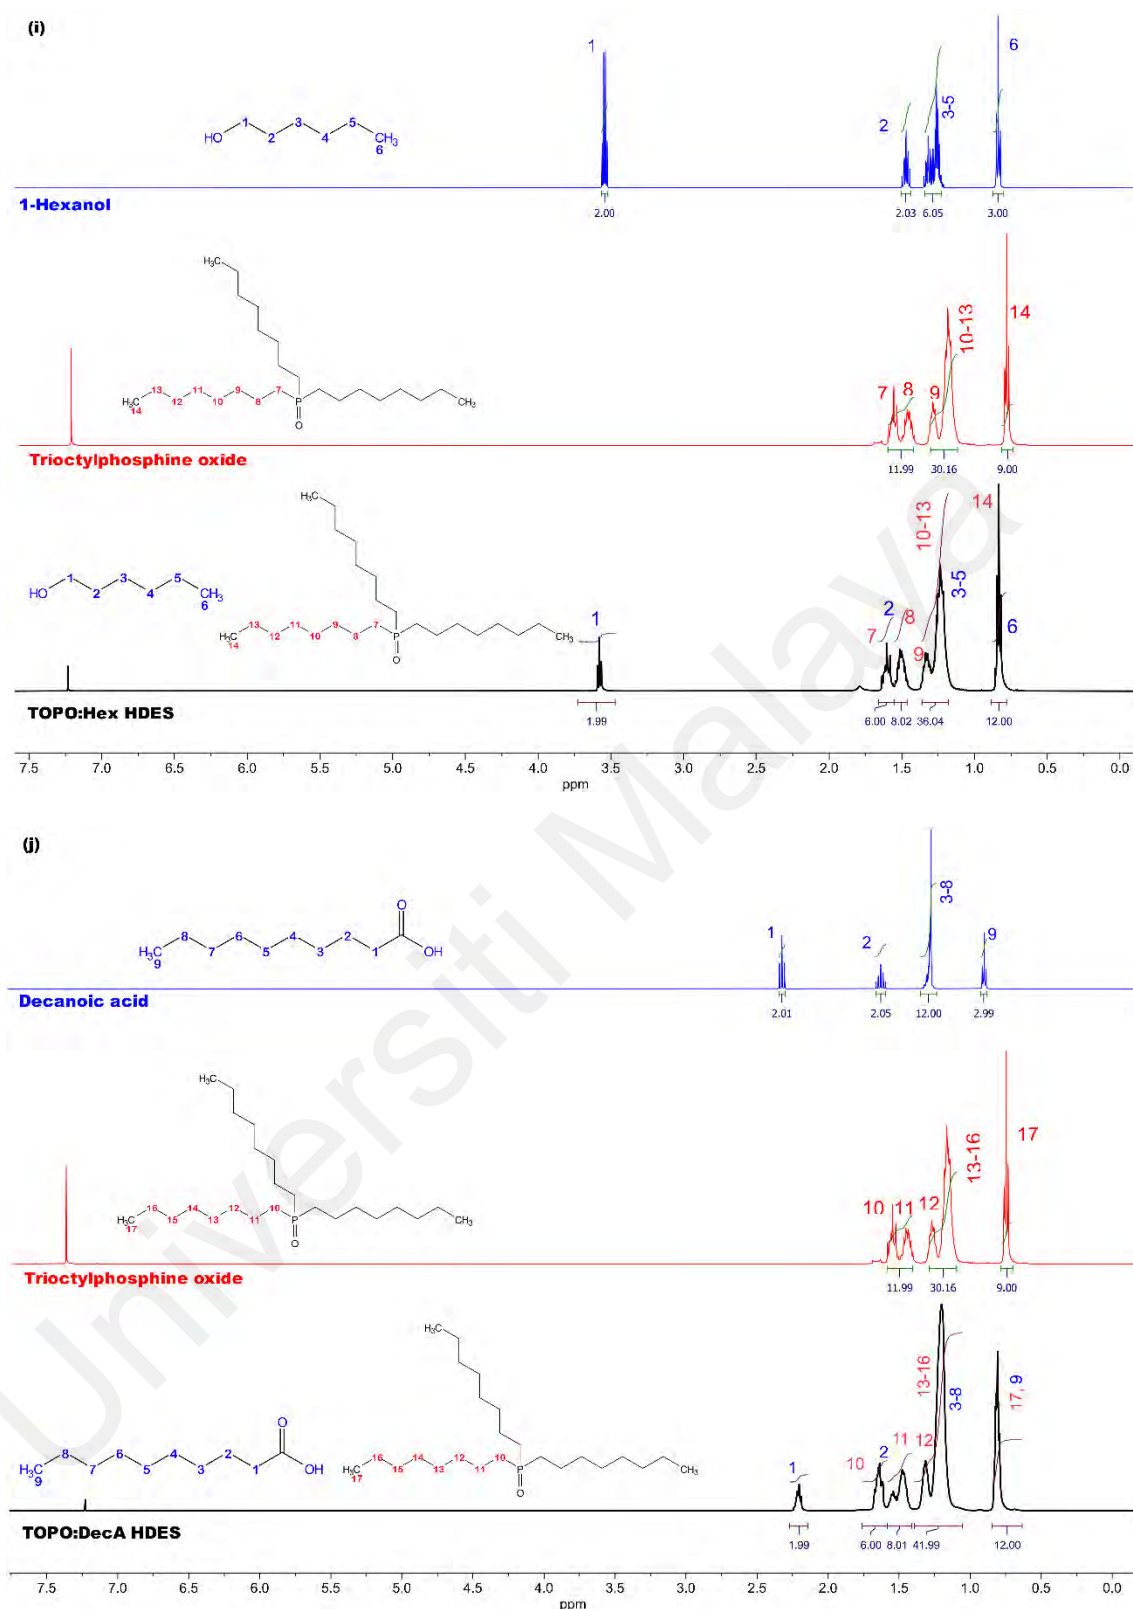 (i)
1
6
3-5
2
HO 1 2 3 4 5 CH3 6
1-Hexanol
2.00 2.03 6.05 3.00
H3C
14
10-13
7 8 9
H3C 14 13 12 11 10 9 8 7 P CH3
O
Trioctylphosphine oxide
11.99 30.16 9.00
H3C
14
10-13
3-5
HO 1 2 3 4 5 CH3 6
1
2
8
6
7
9
H3C 14 13 12 11 10 9 8 7 P CH3
O
TOPO:Hex HDES
1.99 6.00 8.02 36.04 12.00
7.5 7.0 6.5 6.0 5.5 5.0 4.5 4.0 3.5 3.0 2.5 2.0 1.5 1.0 0.5 0.0
ppm
(j)
3-8
O
1
2
9
H3C 9 8 7 6 5 4 3 2 1 OH
Decanoic acid
2.01 2.05 12.00 2.99
H3C
17
13-16
10 11 12
H3C 17 16 15 14 13 12 11 10 P CH3
O
Trioctylphosphine oxide
11.99 30.16 9.00
H3C
13-16
3-8
17, 9
O
H3C 9 8 7 6 5 4 3 2 1 OH
11
2
10
12
1
H3C 17 16 15 14 13 12 11 10 P CH3
O
TOPO:DecA HDES
1.99 6.00 8.01 41.99 12.00
7.5 7.0 6.5 6.0 5.5 5.0 4.5 4.0 3.5 3.0 2.5 2.0 1.5 1.0 0.5 0.0
ppm
Universiti Malaya